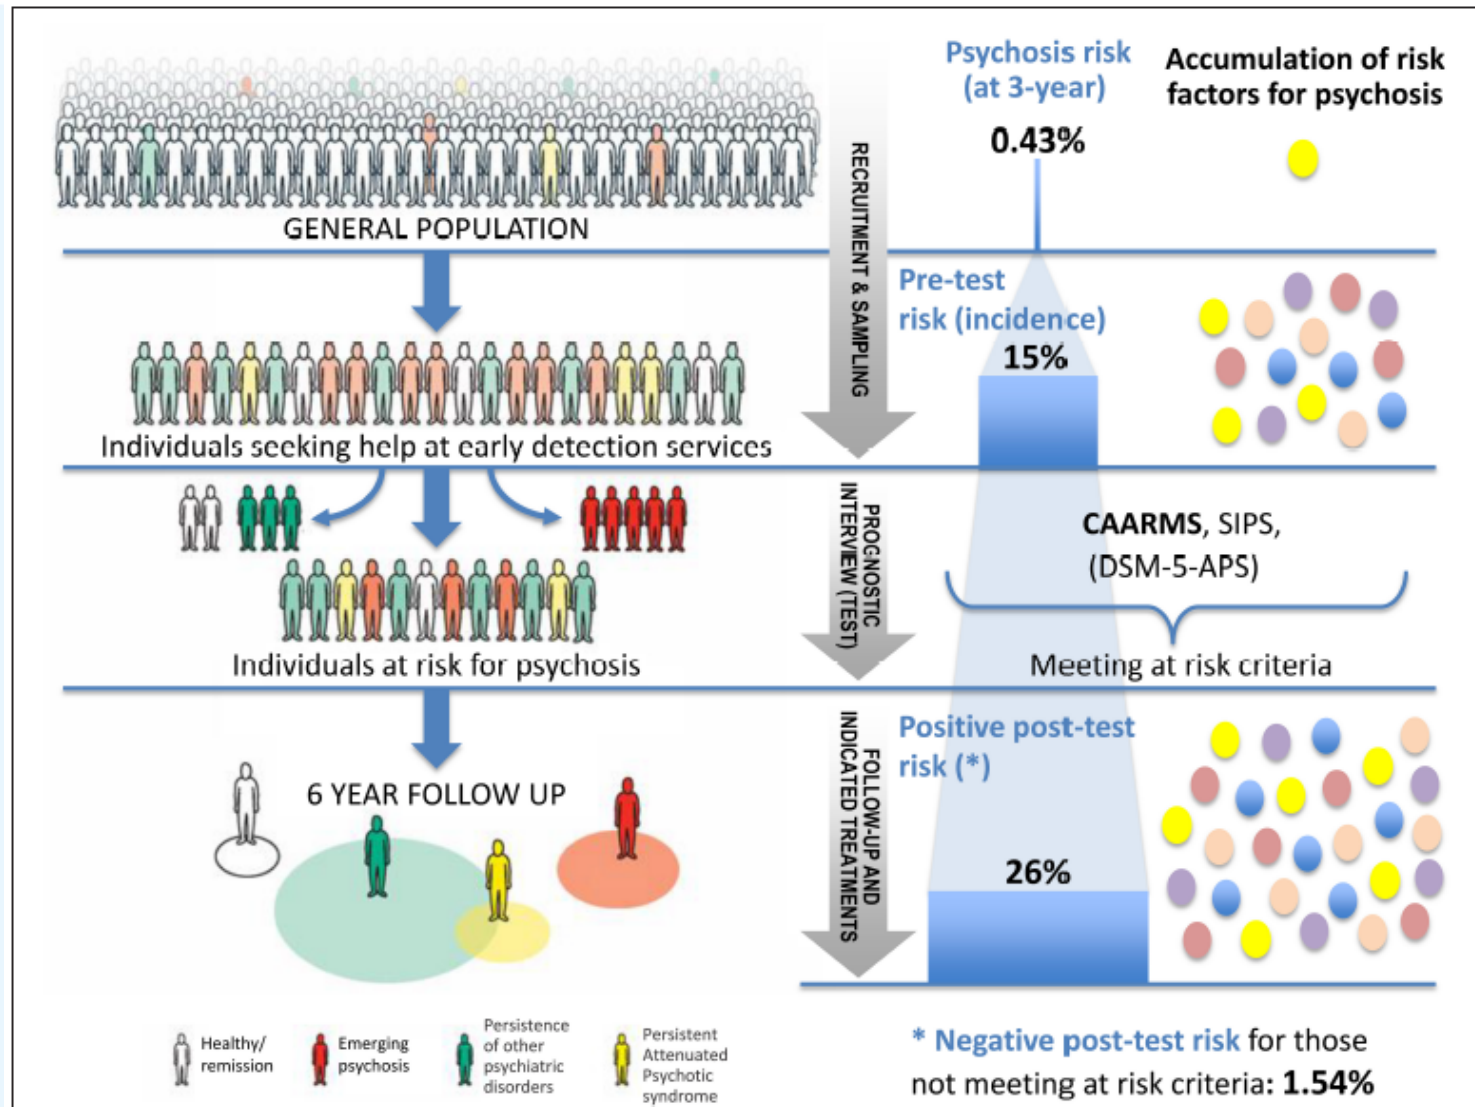 Psychosis risk
(at 3-year)
0.43%
Accumulation of risk
factors for psychosis
GENERAL POPULATION
RECRUITMENT & SAMPLING
Pre-test
risk (incidence)
15%
Individuals seeking help at early detection services
PROGNOSTIC
INTERVIEW (TEST)
CAARMS, SIPS,
(DSM-5-APS)
Individuals at risk for psychosis
Meeting at risk criteria
FOLLOW-UP AND
INDICATED TREATMENTS
Positive post-test
risk (*)
6 YEAR FOLLOW UP
26%
Healthy/
remission
Emerging
psychosis
Persistence
of other
psychiatric
disorders
Persistent
Attenuated
Psychotic
syndrome
* Negative post-test risk for those
not meeting at risk criteria: 1.54%